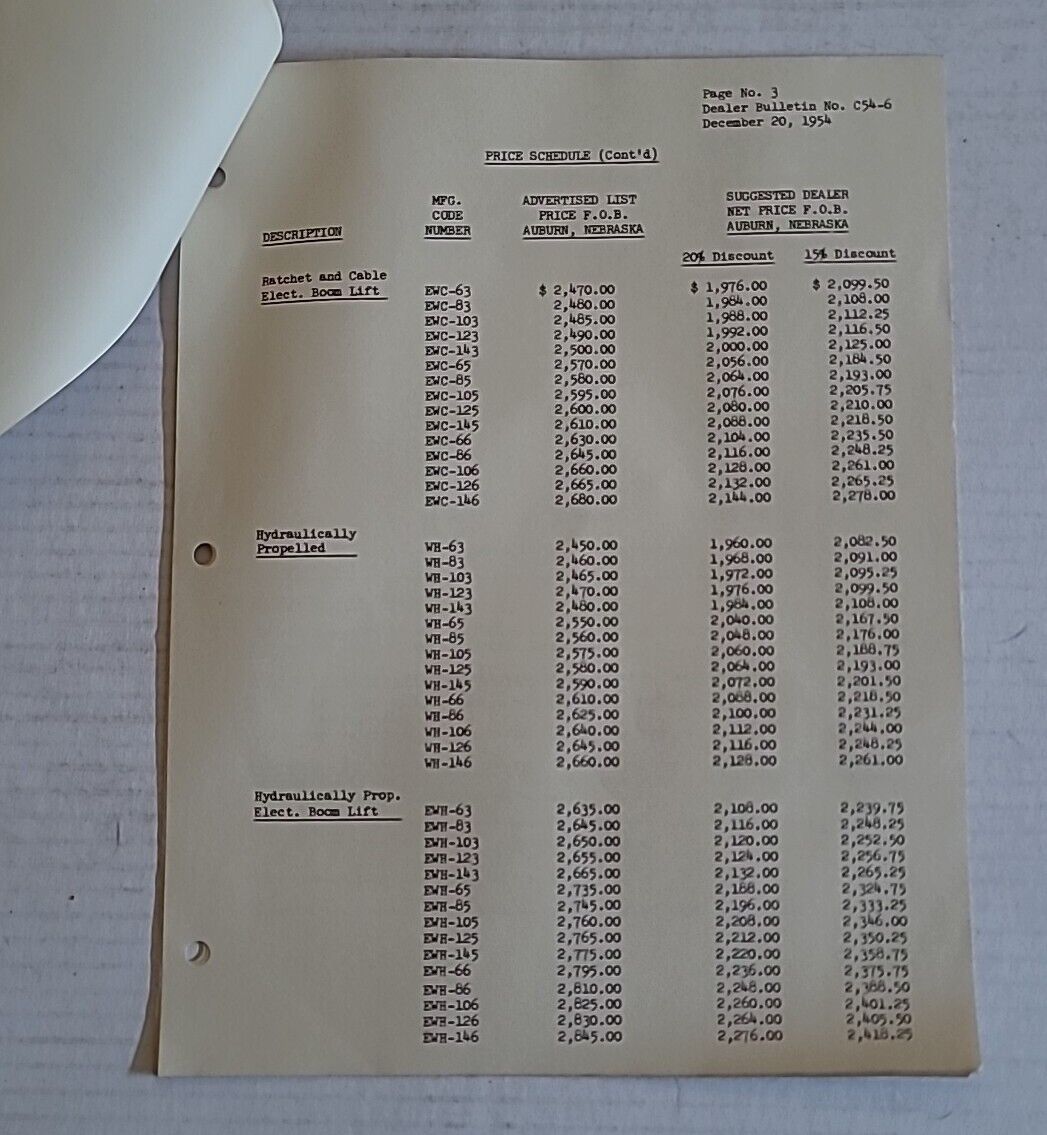 Page No. 3
Dealer Bulletin No. C54-6
December 20, 1954
PRICE SCHEDULE (Cont'd)
DESCRIPTION
MFG.
CODE
NUMBER
ADVERTISED LIST
PRICE F.O.B.
AUBURN, NEBRASKA
SUGGESTED DEALER
NET PRICE F.O.B.
AUBURN, NEBRASKA
20% Discount 15% Discount
Ratchet and Cable
Elect. Boom Lift
EWC-63 $ 2,470.00 $ 1,976.00 $ 2,099.50
EWC-83 2,480.00 1,984.00 2,108.00
EWC-103 2,485.00 1,988.00 2,112.25
EWC-123 2,490.00 1,992.00 2,116.50
EWC-143 2,500.00 2,000.00 2,125.00
EWC-65 2,570.00 2,056.00 2,184.50
EWC-85 2,580.00 2,064.00 2,193.00
EWC-105 2,595.00 2,076.00 2,205.75
EWC-125 2,600.00 2,080.00 2,210.00
EWC-145 2,610.00 2,088.00 2,218.50
EWC-66 2,630.00 2,104.00 2,235.50
EWC-86 2,645.00 2,116.00 2,248.25
EWC-106 2,660.00 2,128.00 2,261.00
EWC-126 2,665.00 2,132.00 2,265.25
EWC-146 2,680.00 2,144.00 2,278.00
Hydraulically
Propelled
WH-63 2,450.00 1,960.00 2,082.50
WH-83 2,460.00 1,968.00 2,091.00
WH-103 2,465.00 1,972.00 2,095.25
WH-123 2,470.00 1,976.00 2,099.50
WH-143 2,480.00 1,984.00 2,108.00
WH-65 2,550.00 2,040.00 2,167.50
WH-85 2,560.00 2,048.00 2,176.00
WH-105 2,575.00 2,060.00 2,188.75
WH-125 2,580.00 2,064.00 2,193.00
WH-145 2,590.00 2,072.00 2,201.50
WH-66 2,610.00 2,088.00 2,218.50
WH-86 2,625.00 2,100.00 2,231.25
WH-106 2,640.00 2,112.00 2,244.00
WH-126 2,645.00 2,116.00 2,248.25
WH-146 2,660.00 2,128.00 2,261.00
Hydraulically Prop.
Elect. Boom Lift
EWH-63 2,635.00 2,108.00 2,239.75
EWH-83 2,645.00 2,116.00 2,248.25
EWH-103 2,650.00 2,120.00 2,252.50
EWH-123 2,655.00 2,124.00 2,256.75
EWH-143 2,665.00 2,132.00 2,265.25
EWH-65 2,735.00 2,188.00 2,324.75
EWH-85 2,745.00 2,196.00 2,333.25
EWH-105 2,760.00 2,208.00 2,346.00
EWH-125 2,765.00 2,212.00 2,350.25
EWH-145 2,775.00 2,220.00 2,358.75
EWH-66 2,795.00 2,236.00 2,375.75
EWH-86 2,810.00 2,248.00 2,388.50
EWH-106 2,825.00 2,260.00 2,401.25
EWH-126 2,830.00 2,264.00 2,405.50
EWH-146 2,845.00 2,276.00 2,418.25